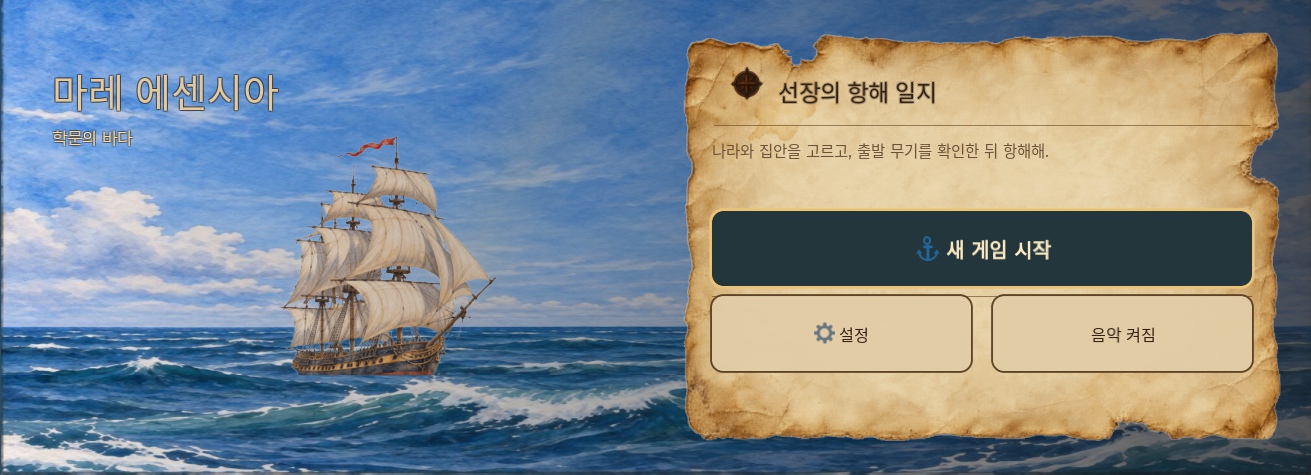 마레 에센시아
학문의 바다
선장의 항해 일지
나라와 집안을 고르고, 출발 무기를 확인한 뒤 항해해.
새 게임 시작
설정
음악 켜짐